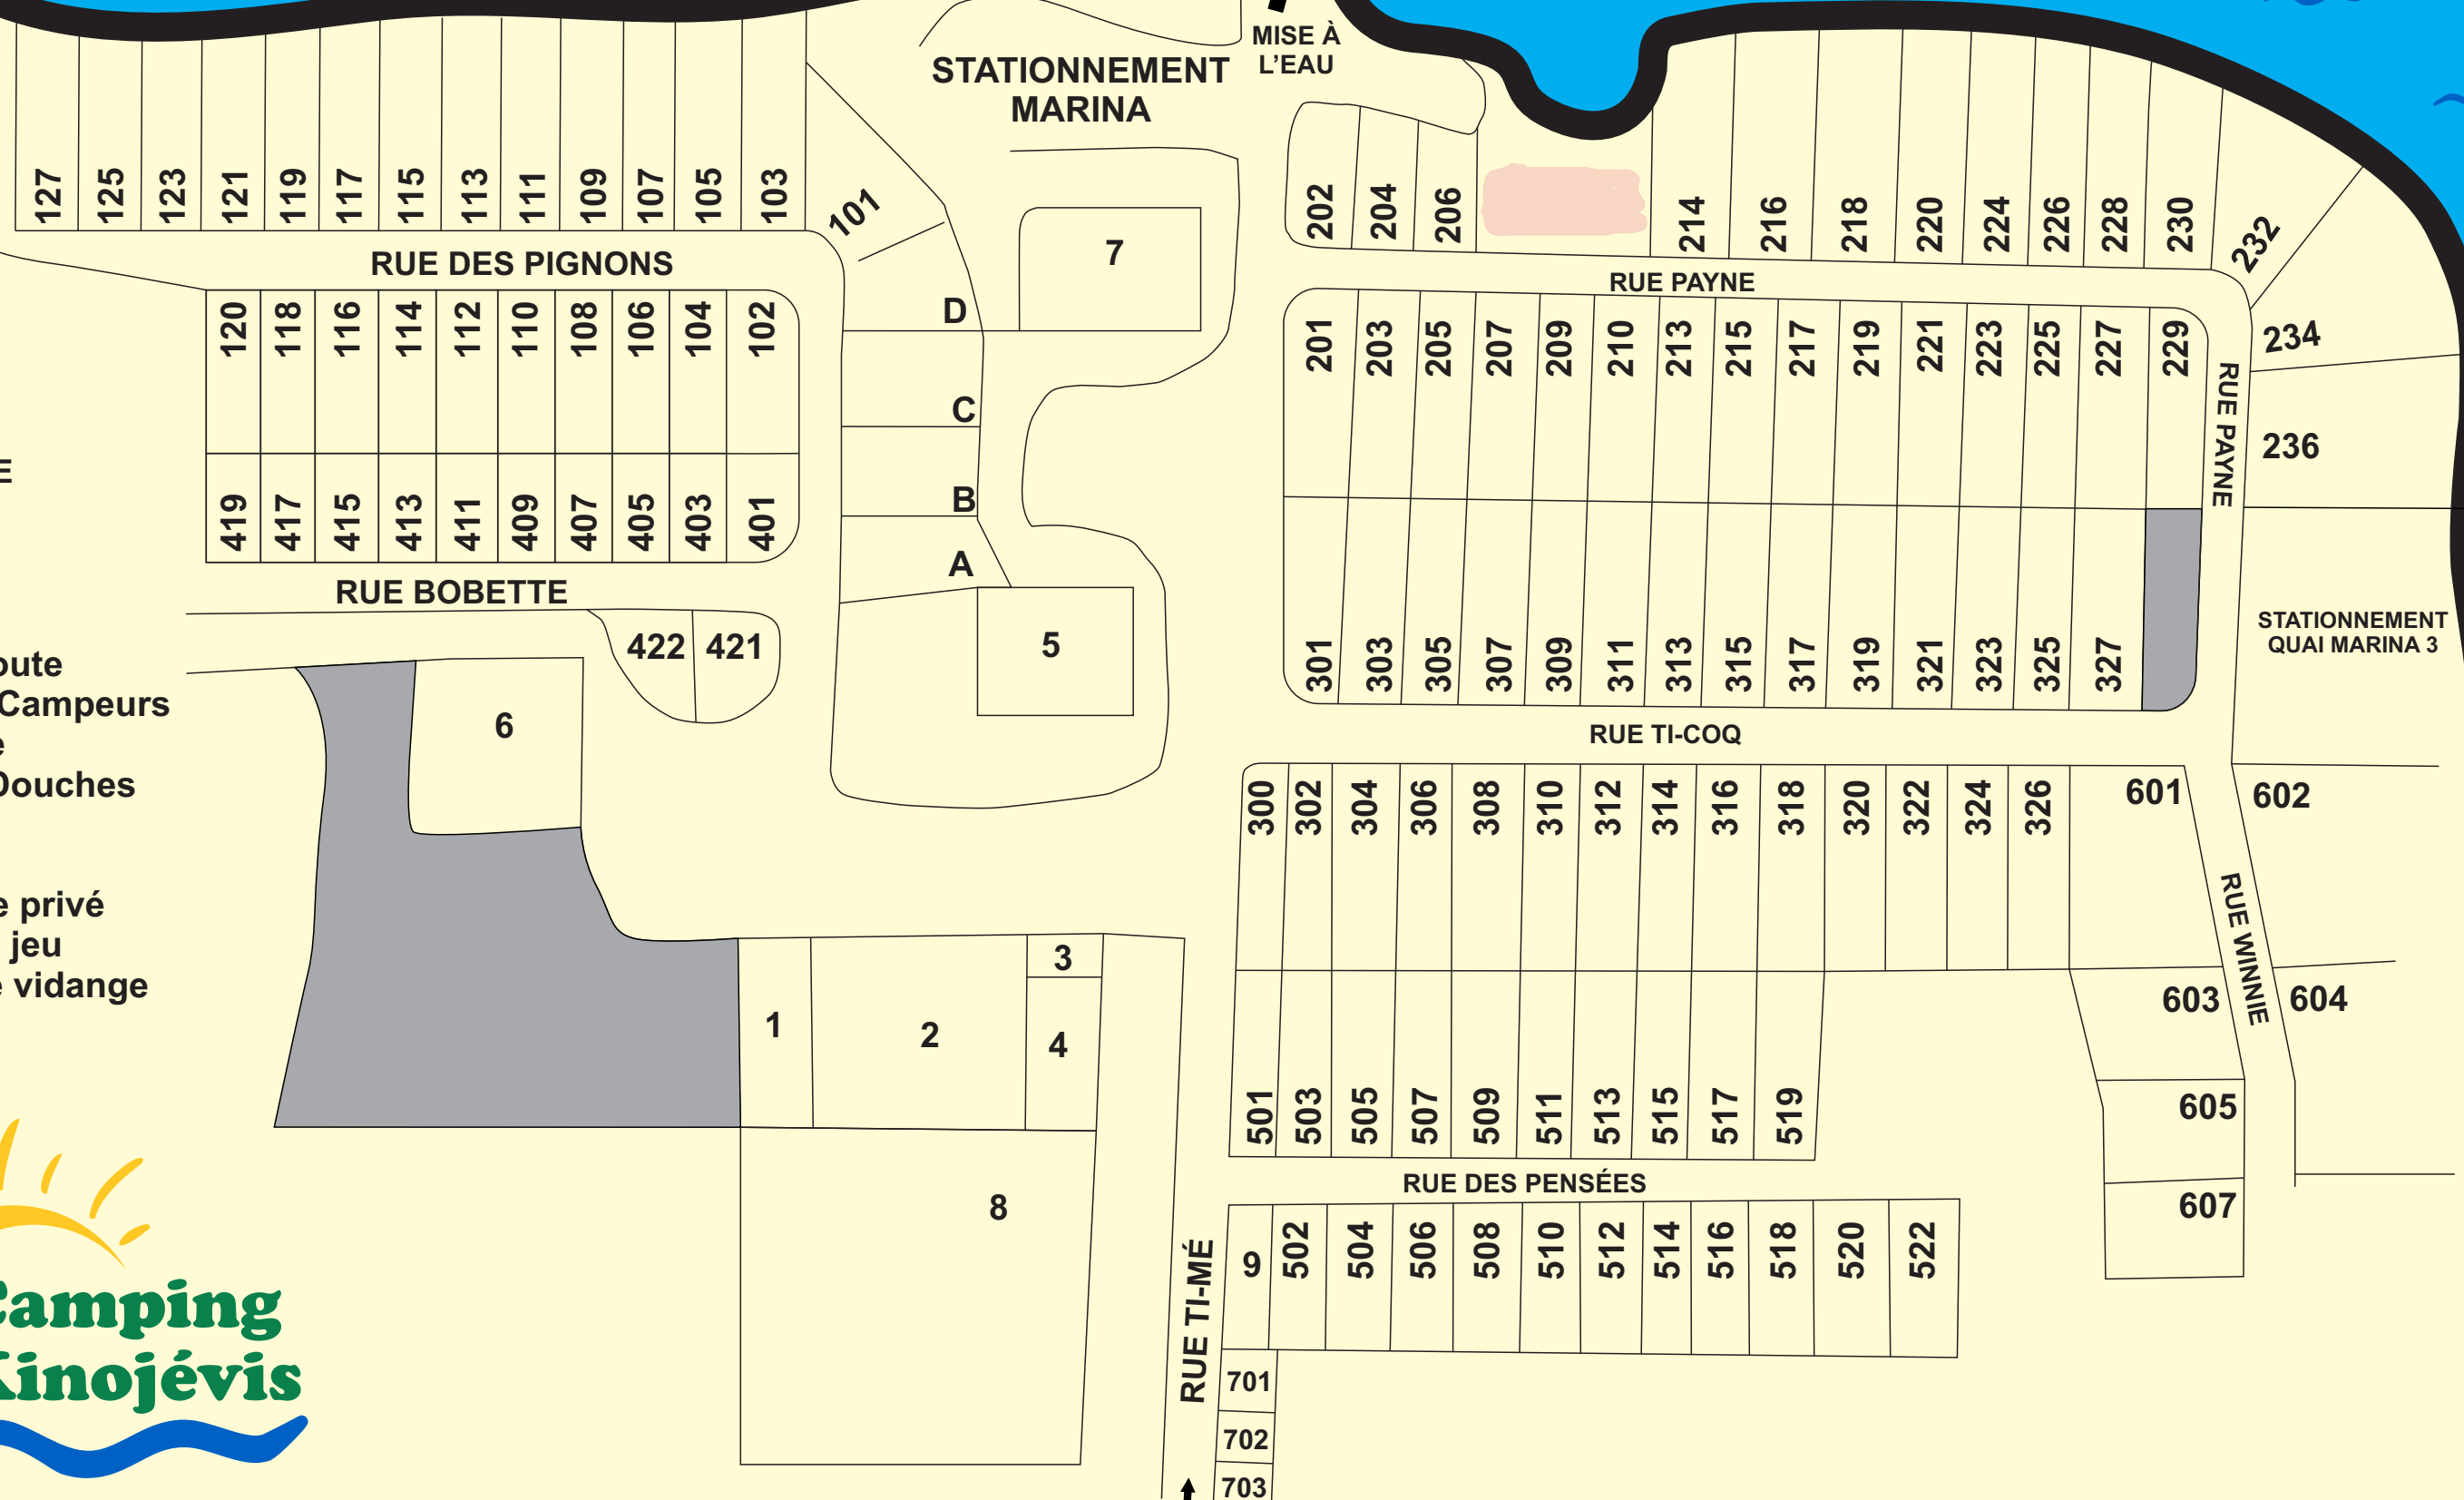 MISE À
L'EAU
STATIONNEMENT
MARINA
127 125 123 121 119 117 115 113 111 109 107 105 103 101
202 204 206 214 216 218 220 224 226 228 230 232
7
RUE DES PIGNONS
RUE PAYNE
D
120 118 116 114 112 110 108 106 104 102
201 203 205 207 209 210 213 215 217 219 221 223 225 227 229
234
RUE PAYNE
C
236
E
B
419 417 415 413 411 409 407 405 403 401
A
RUE BOBETTE
422 421
5
STATIONNEMENT
QUAI MARINA 3
301 303 305 307 309 311 313 315 317 319 321 323 325 327
oute
Campeurs
e
Douches
6
RUE TI-COQ
300 302 304 306 308 310 312 314 316 318 320 322 324 326 601 602
RUE WINNIE
e privé
jeu
e vidange
3
1 2 4
603 604
501 503 505 507 509 511 513 515 517 519
605
RUE DES PENSÉES
8
607
RUE TI-MÉ
9 502 504 506 508 510 512 514 516 518 520 522
Camping
Kinojévis
701
702
703